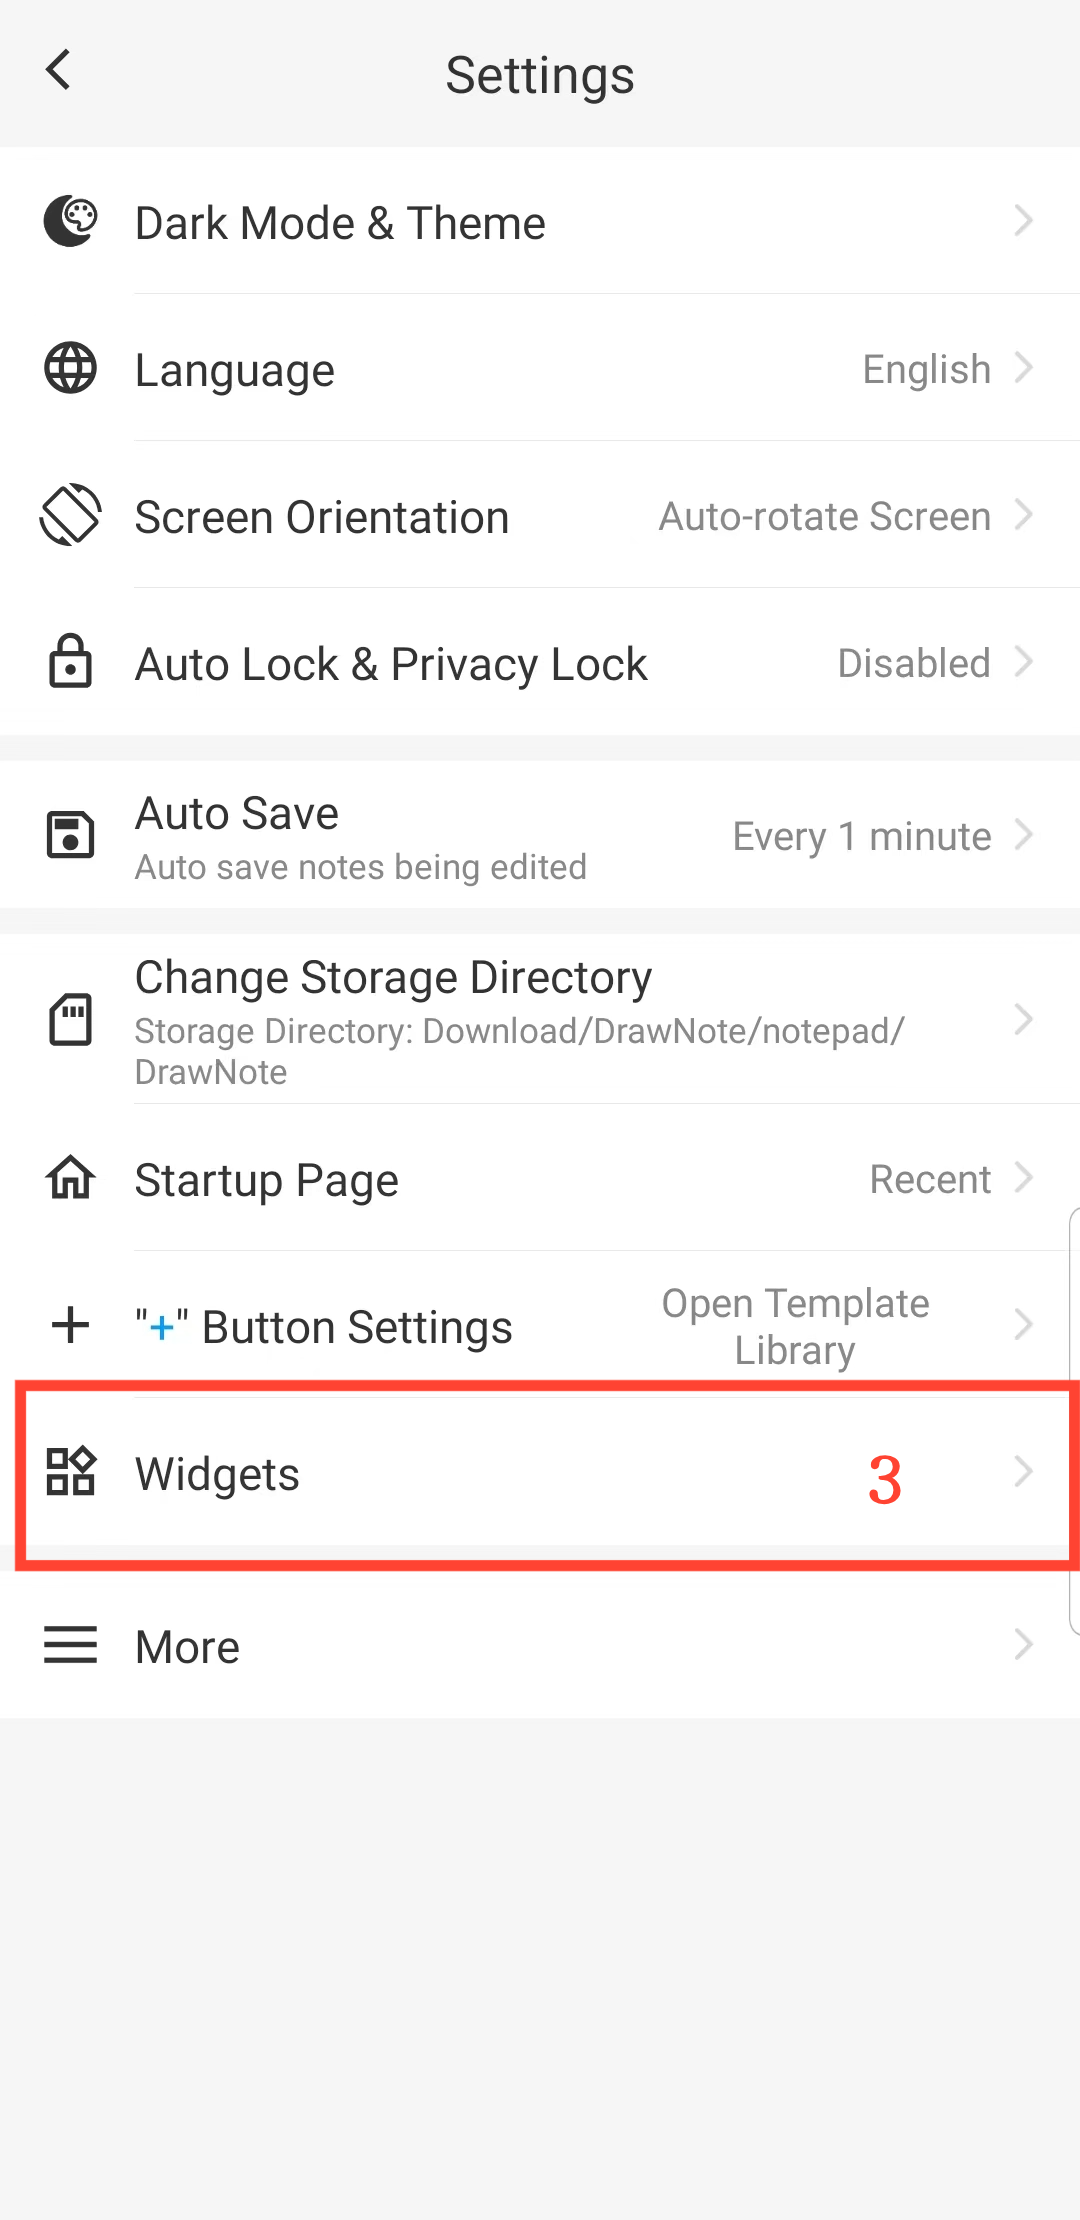 Settings
Dark Mode & Theme
Language
English
Screen Orientation
Auto-rotate Screen
Auto Lock & Privacy Lock
Disabled
Auto Save
Auto save notes being edited
Every 1 minute
Change Storage Directory
Storage Directory: Download/DrawNote/notepad/
DrawNote
Startup Page
Recent
"+" Button Settings
Open Template
Library
Widgets
3
More